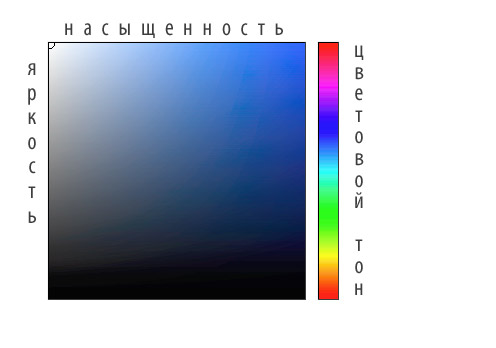 насыщенность
яркость
цветовой тон